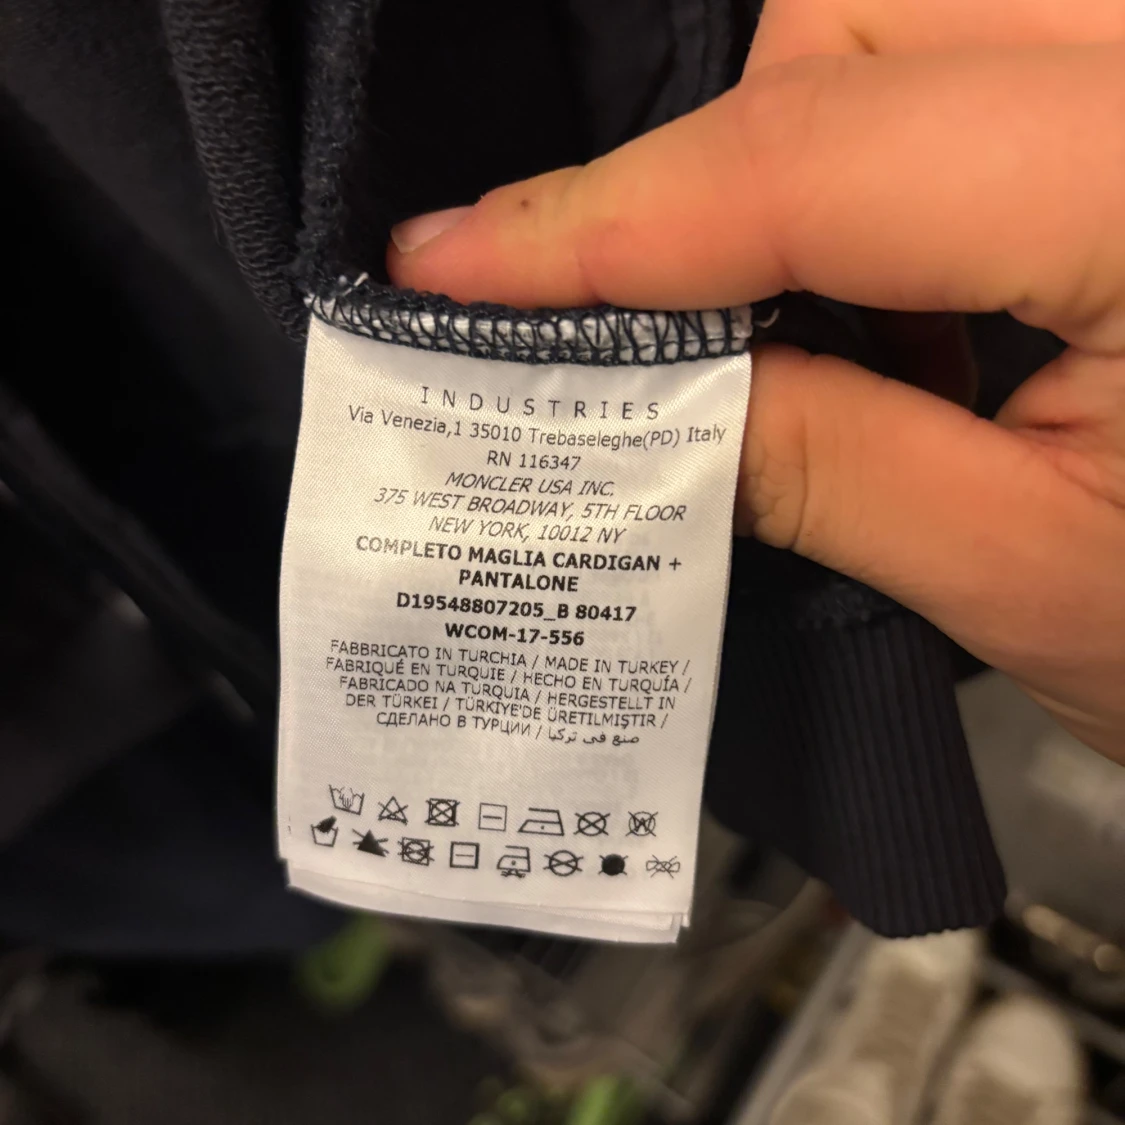 INDUSTRIES
Via Venezia,1 35010 Trebaseleghe(PD) Italy
RN 116347
MONCLER USA INC.
375 WEST BROADWAY, 5TH FLOOR
NEW YORK, 10012 NY
COMPLETO MAGLIA CARDIGAN +
PANTALONE
D19548807205_B 80417
WCOM-17-556
FABBRICATO IN TURCHIA / MADE IN TURKEY /
FABRIQUÉ EN TURQUIE / HECHO EN TURQUÍA /
FABRICADO NA TURQUIA / HERGESTELLT IN
DER TÜRKEI / TÜRKİYE'DE ÜRETILMIŞTIR /
СДЕЛАНО В ТУРЦИИ / صنع في تركيا
W